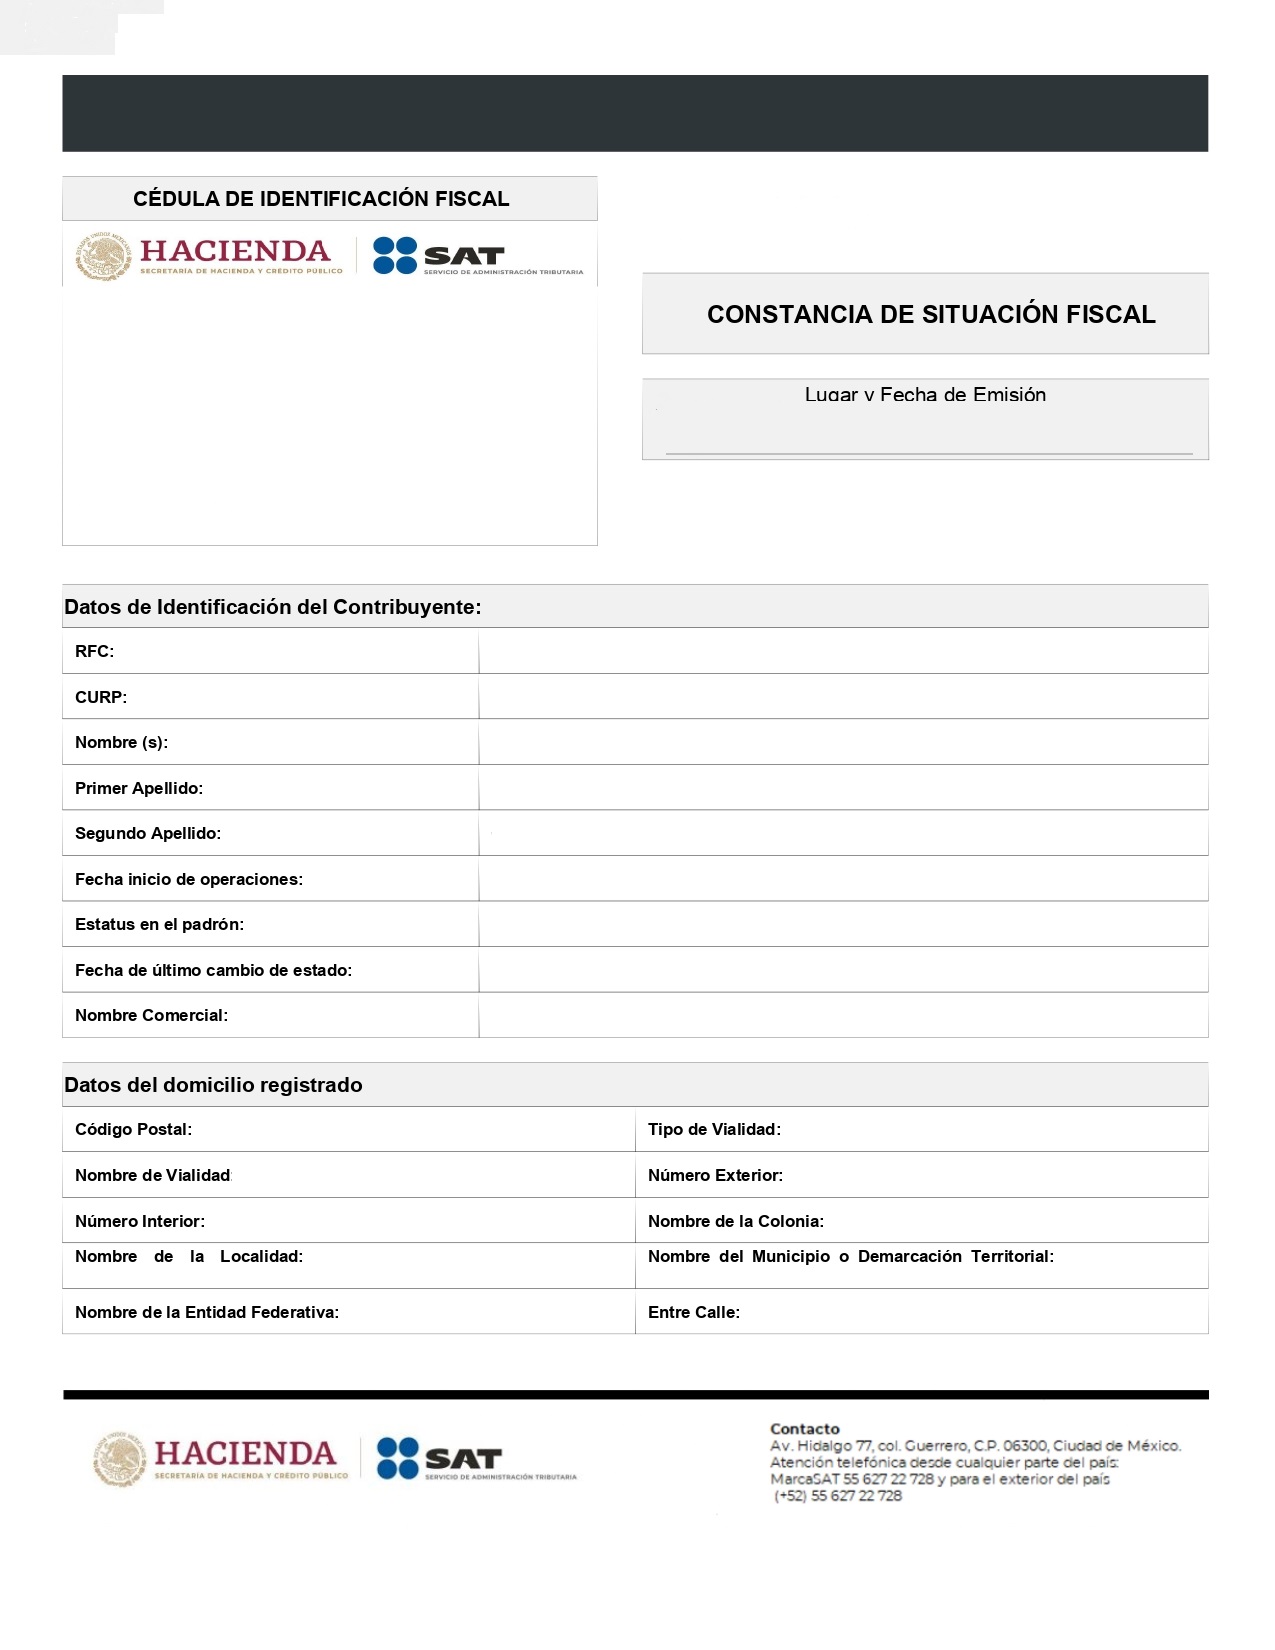 CÉDULA DE IDENTIFICACIÓN FISCAL
HACIENDA
SECRETARÍA DE HACIENDA Y CRÉDITO PÚBLICO
SAT
SERVICIO DE ADMINISTRACIÓN TRIBUTARIA
CONSTANCIA DE SITUACIÓN FISCAL
Lugar y Fecha de Emisión
Datos de Identificación del Contribuyente:
RFC:
CURP:
Nombre (s):
Primer Apellido:
Segundo Apellido:
Fecha inicio de operaciones:
Estatus en el padrón:
Fecha de último cambio de estado:
Nombre Comercial:
Datos del domicilio registrado
Código Postal:
Tipo de Vialidad:
Nombre de Vialidad:
Número Exterior:
Número Interior:
Nombre de la Colonia:
Nombre de la Localidad:
Nombre del Municipio o Demarcación Territorial:
Nombre de la Entidad Federativa:
Entre Calle:
HACIENDA
SECRETARÍA DE HACIENDA Y CRÉDITO PÚBLICO
SAT
SERVICIO DE ADMINISTRACIÓN TRIBUTARIA
Contacto
Av. Hidalgo 77, col. Guerrero, C.P. 06300, Ciudad de México.
Atención telefónica desde cualquier parte del país:
MarcaSAT 55 627 22 728 y para el exterior del país
(+52) 55 627 22 728